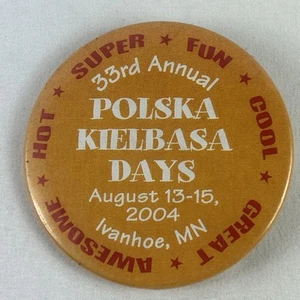 HOT ★ SUPER ★ FUN ★ COOL ★ GREAT ★ AWESOME ★
33rd Annual
POLSKA
KIELBASA
DAYS
August 13-15,
2004
Ivanhoe, MN